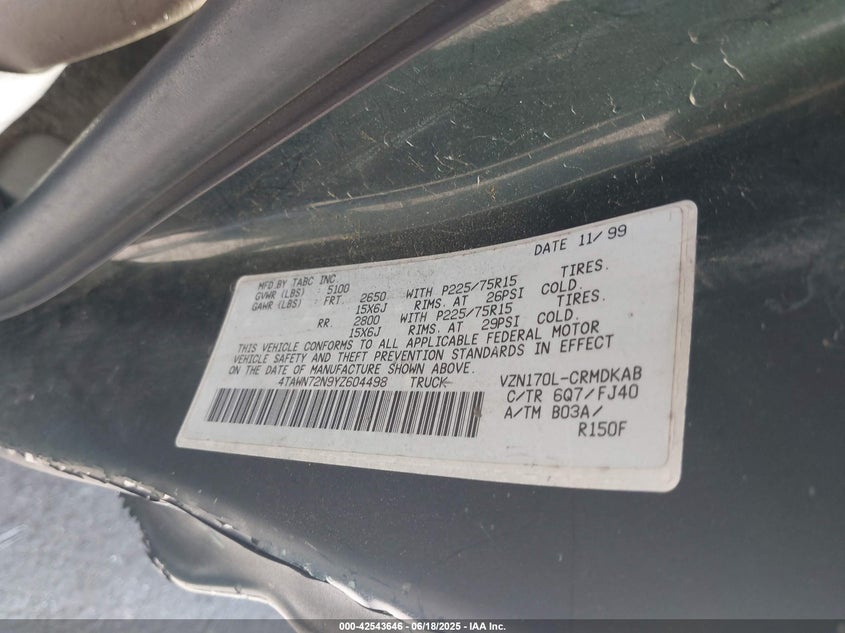 DATE 11/99
MFD.BY TABC INC
GVWR (LBS) : 5100
GAWR (LBS) : FRT. 2650 WITH P225/75R15 TIRES.
15X6J RIMS. AT 26PSI COLD.
RR. 2800 WITH P225/75R15 TIRES.
15X6J RIMS. AT 29PSI COLD.
THIS VEHICLE CONFORMS TO ALL APPLICABLE FEDERAL MOTOR
VEHICLE SAFETY AND THEFT PREVENTION STANDARDS IN EFFECT
ON THE DATE OF MANUFACTURE SHOWN ABOVE.
4TAWN72N9YZ604498 TRUCK
VZN170L-CRMDKAB
C/TR 6Q7/FJ40
A/TM B03A/
R150F
000-42543646 - 06/18/2025 - IAA Inc.